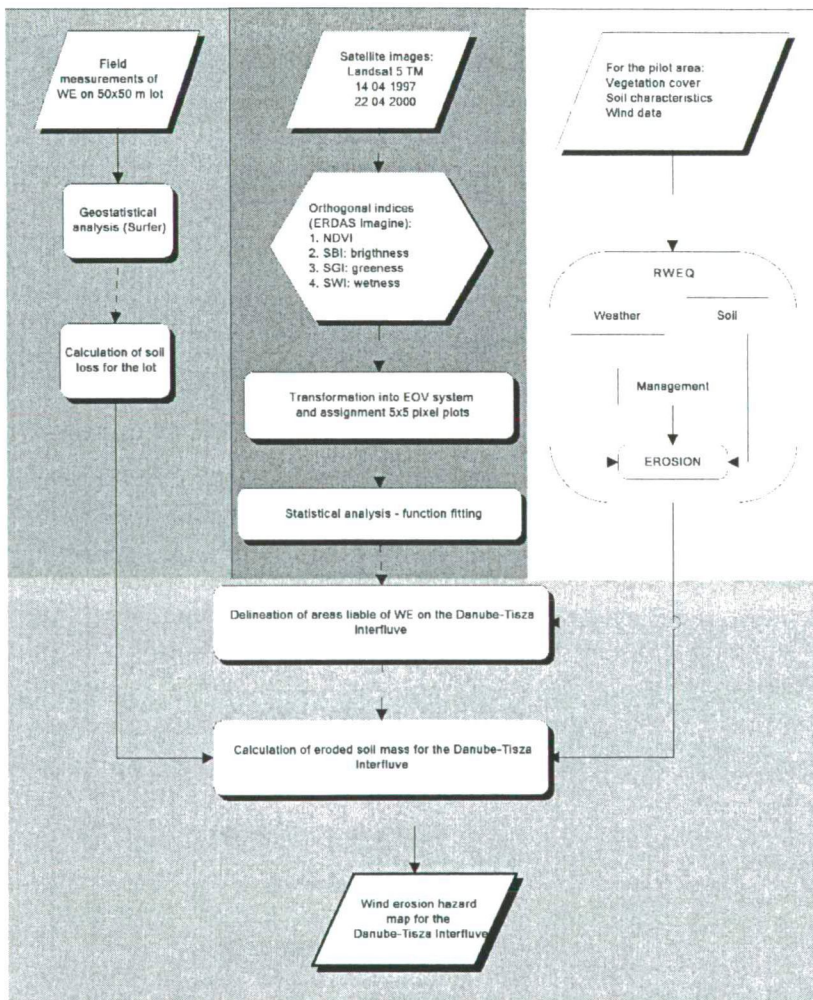 Field
measurements of
WE on 50x50 m lot
Geostatistical
analysis (Surfer)
Calculation of soil
loss for the lot
Satellite images:
Landsal 5 TM
14 04 1997
22 04 2000
Orthogonal indices
(ERDAS Imagine):
1. NDVI
2. SBI: brigthness
3. SGI: greeness
4. SWI: wetness
Transformation into EOV system
and assignment 5x5 pixel plots
Statistical analysis - function fitting
For the pilot area:
Vegetation cover
Soil characteristics
Wind data
RWEQ
Weather
Soil
Management
EROSION
Delineation of areas liable of WE on the Danube-Tisza
Interfluve
Calculation of eroded soil mass for the Danube-Tisza
Interfluve
Wind erosion hazard
map for the
Danube-Tisza Interfluve